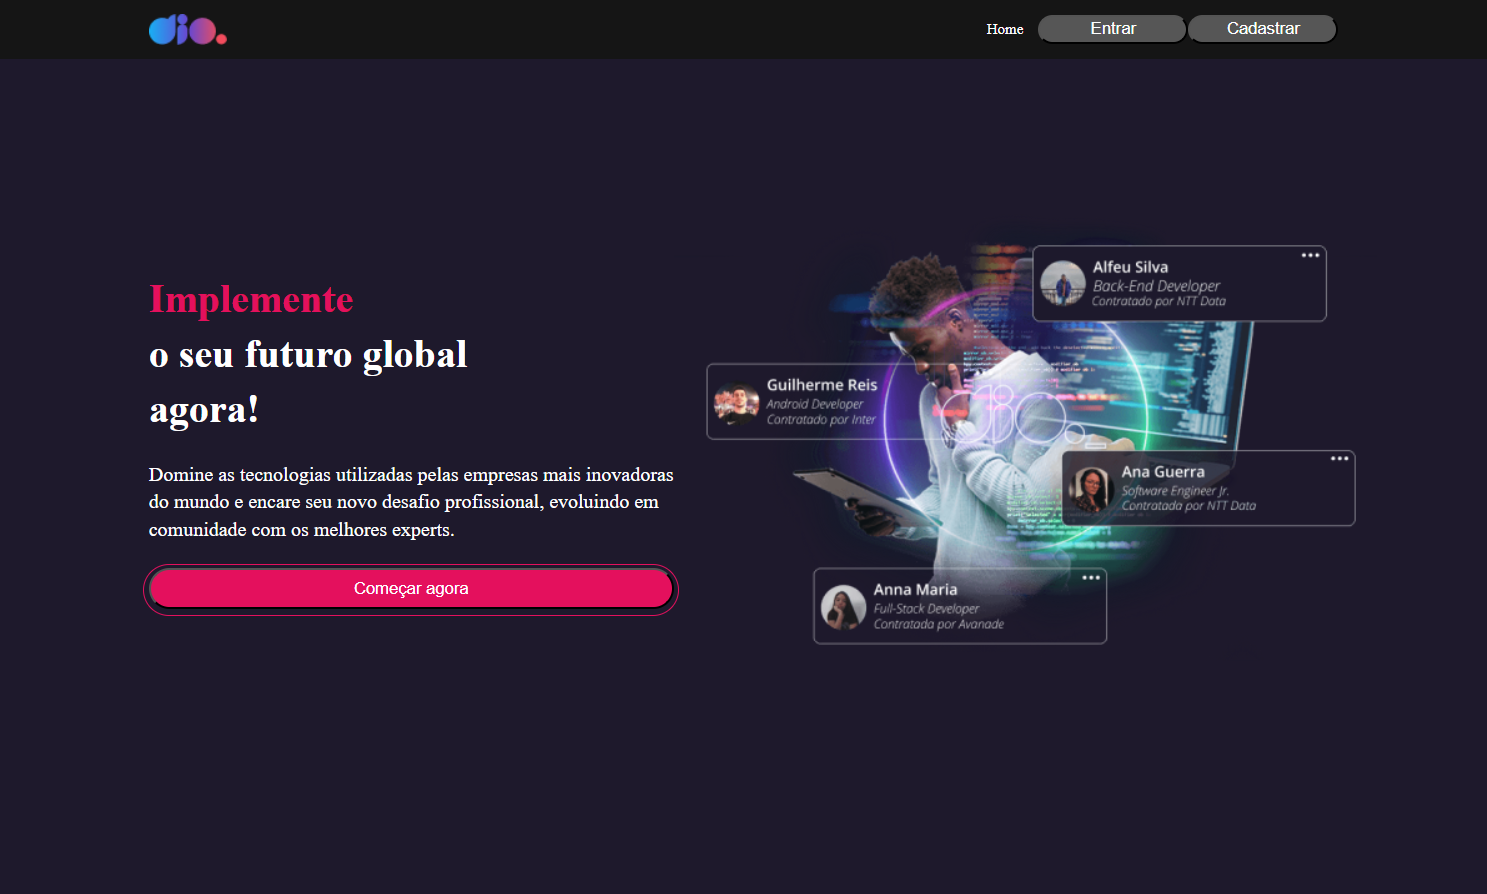 dio.
Home
Entrar
Cadastrar
Implemente
o seu futuro global
agora!
Domine as tecnologias utilizadas pelas empresas mais inovadoras
do mundo e encare seu novo desafio profissional, evoluindo em
comunidade com os melhores experts.
Começar agora
Alfeu Silva
Back-End Developer
Contratado por NTT Data
Guilherme Reis
Android Developer
Contratado por Inter
dio.
Ana Guerra
Software Engineer Jr.
Contratada por NTT Data
Anna Maria
Full-Stack Developer
Contratada por Avanade